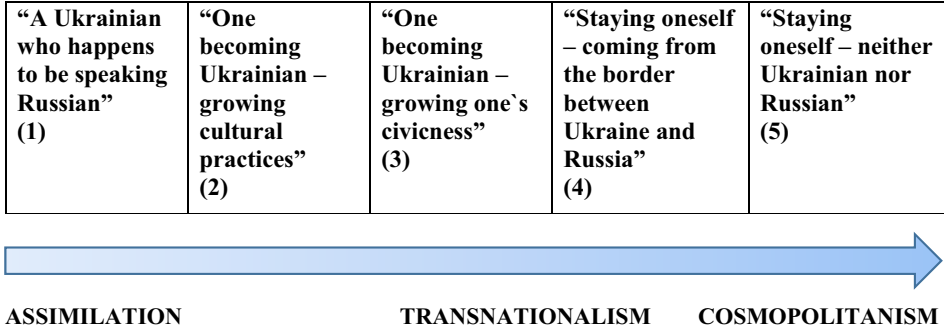 “A Ukrainian
who happens
to be speaking
Russian”
(1)
“One
becoming
Ukrainian –
growing
cultural
practices”
(2)
“One
becoming
Ukrainian –
growing one`s
civicness”
(3)
“Staying oneself
– coming from
the border
between
Ukraine and
Russia”
(4)
“Staying
oneself – neither
Ukrainian nor
Russian”
(5)
ASSIMILATION TRANSNATIONALISM COSMOPOLITANISM